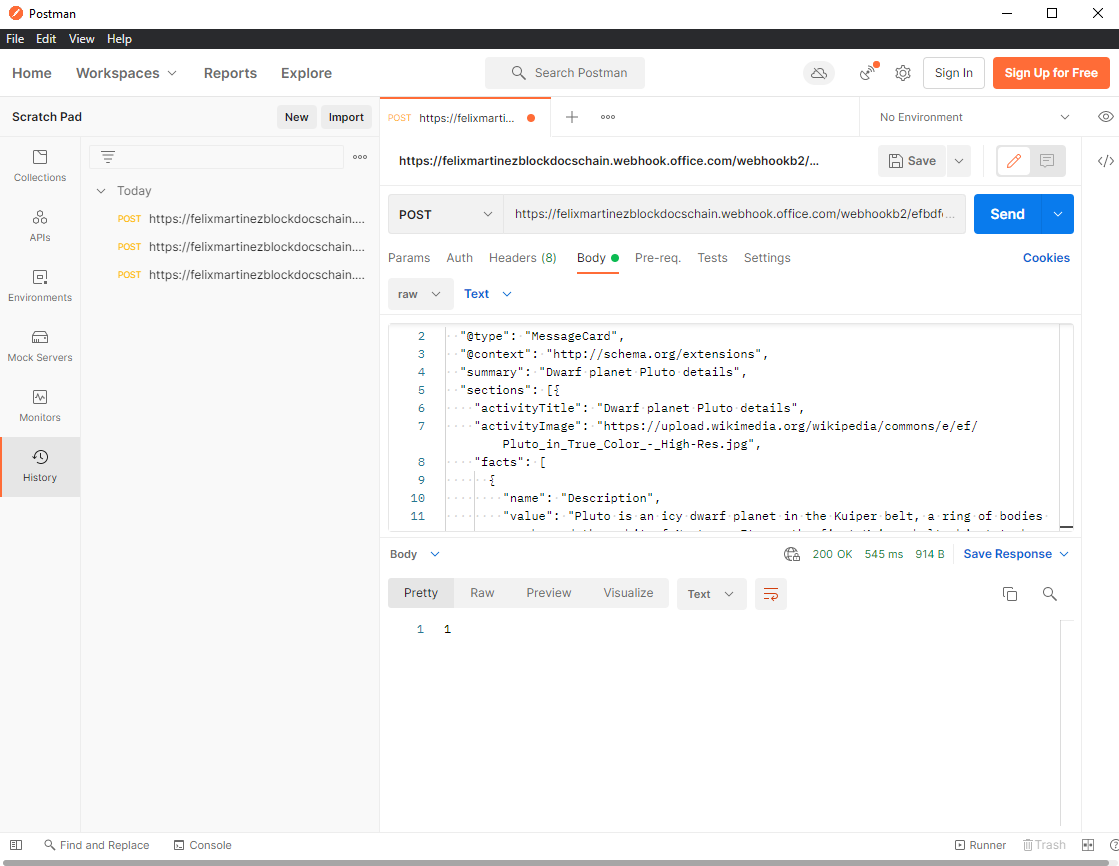 Postman
File Edit View Help
Home Workspaces Reports Explore Search Postman Sign In Sign Up for Free
Scratch Pad New Import
POST https://felixmarti... No Environment
Collections
APIs
Environments
Mock Servers
Monitors
History
Today
POST https://felixmartinezblockdocschain....
POST https://felixmartinezblockdocschain....
POST https://felixmartinezblockdocschain....
https://felixmartinezblockdocschain.webhook.office.com/webhookb2/... Save
POST https://felixmartinezblockdocschain.webhook.office.com/webhookb2/efbdf... Send
Params Auth Headers (8) Body Pre-req. Tests Settings Cookies
raw Text
2 "@type": "MessageCard",
3 "@context": "http://schema.org/extensions",
4 "summary": "Dwarf planet Pluto details",
5 "sections": [{
6 "activityTitle": "Dwarf planet Pluto details",
7 "activityImage": "https://upload.wikimedia.org/wikipedia/commons/e/ef/
Pluto_in_True_Color_-_High-Res.jpg",
8 "facts": [
9 {
10 "name": "Description",
11 "value": "Pluto is an icy dwarf planet in the Kuiper belt, a ring of bodies
Body 200 OK 545 ms 914 B Save Response
Pretty Raw Preview Visualize Text
1 1
Find and Replace Console Runner Trash